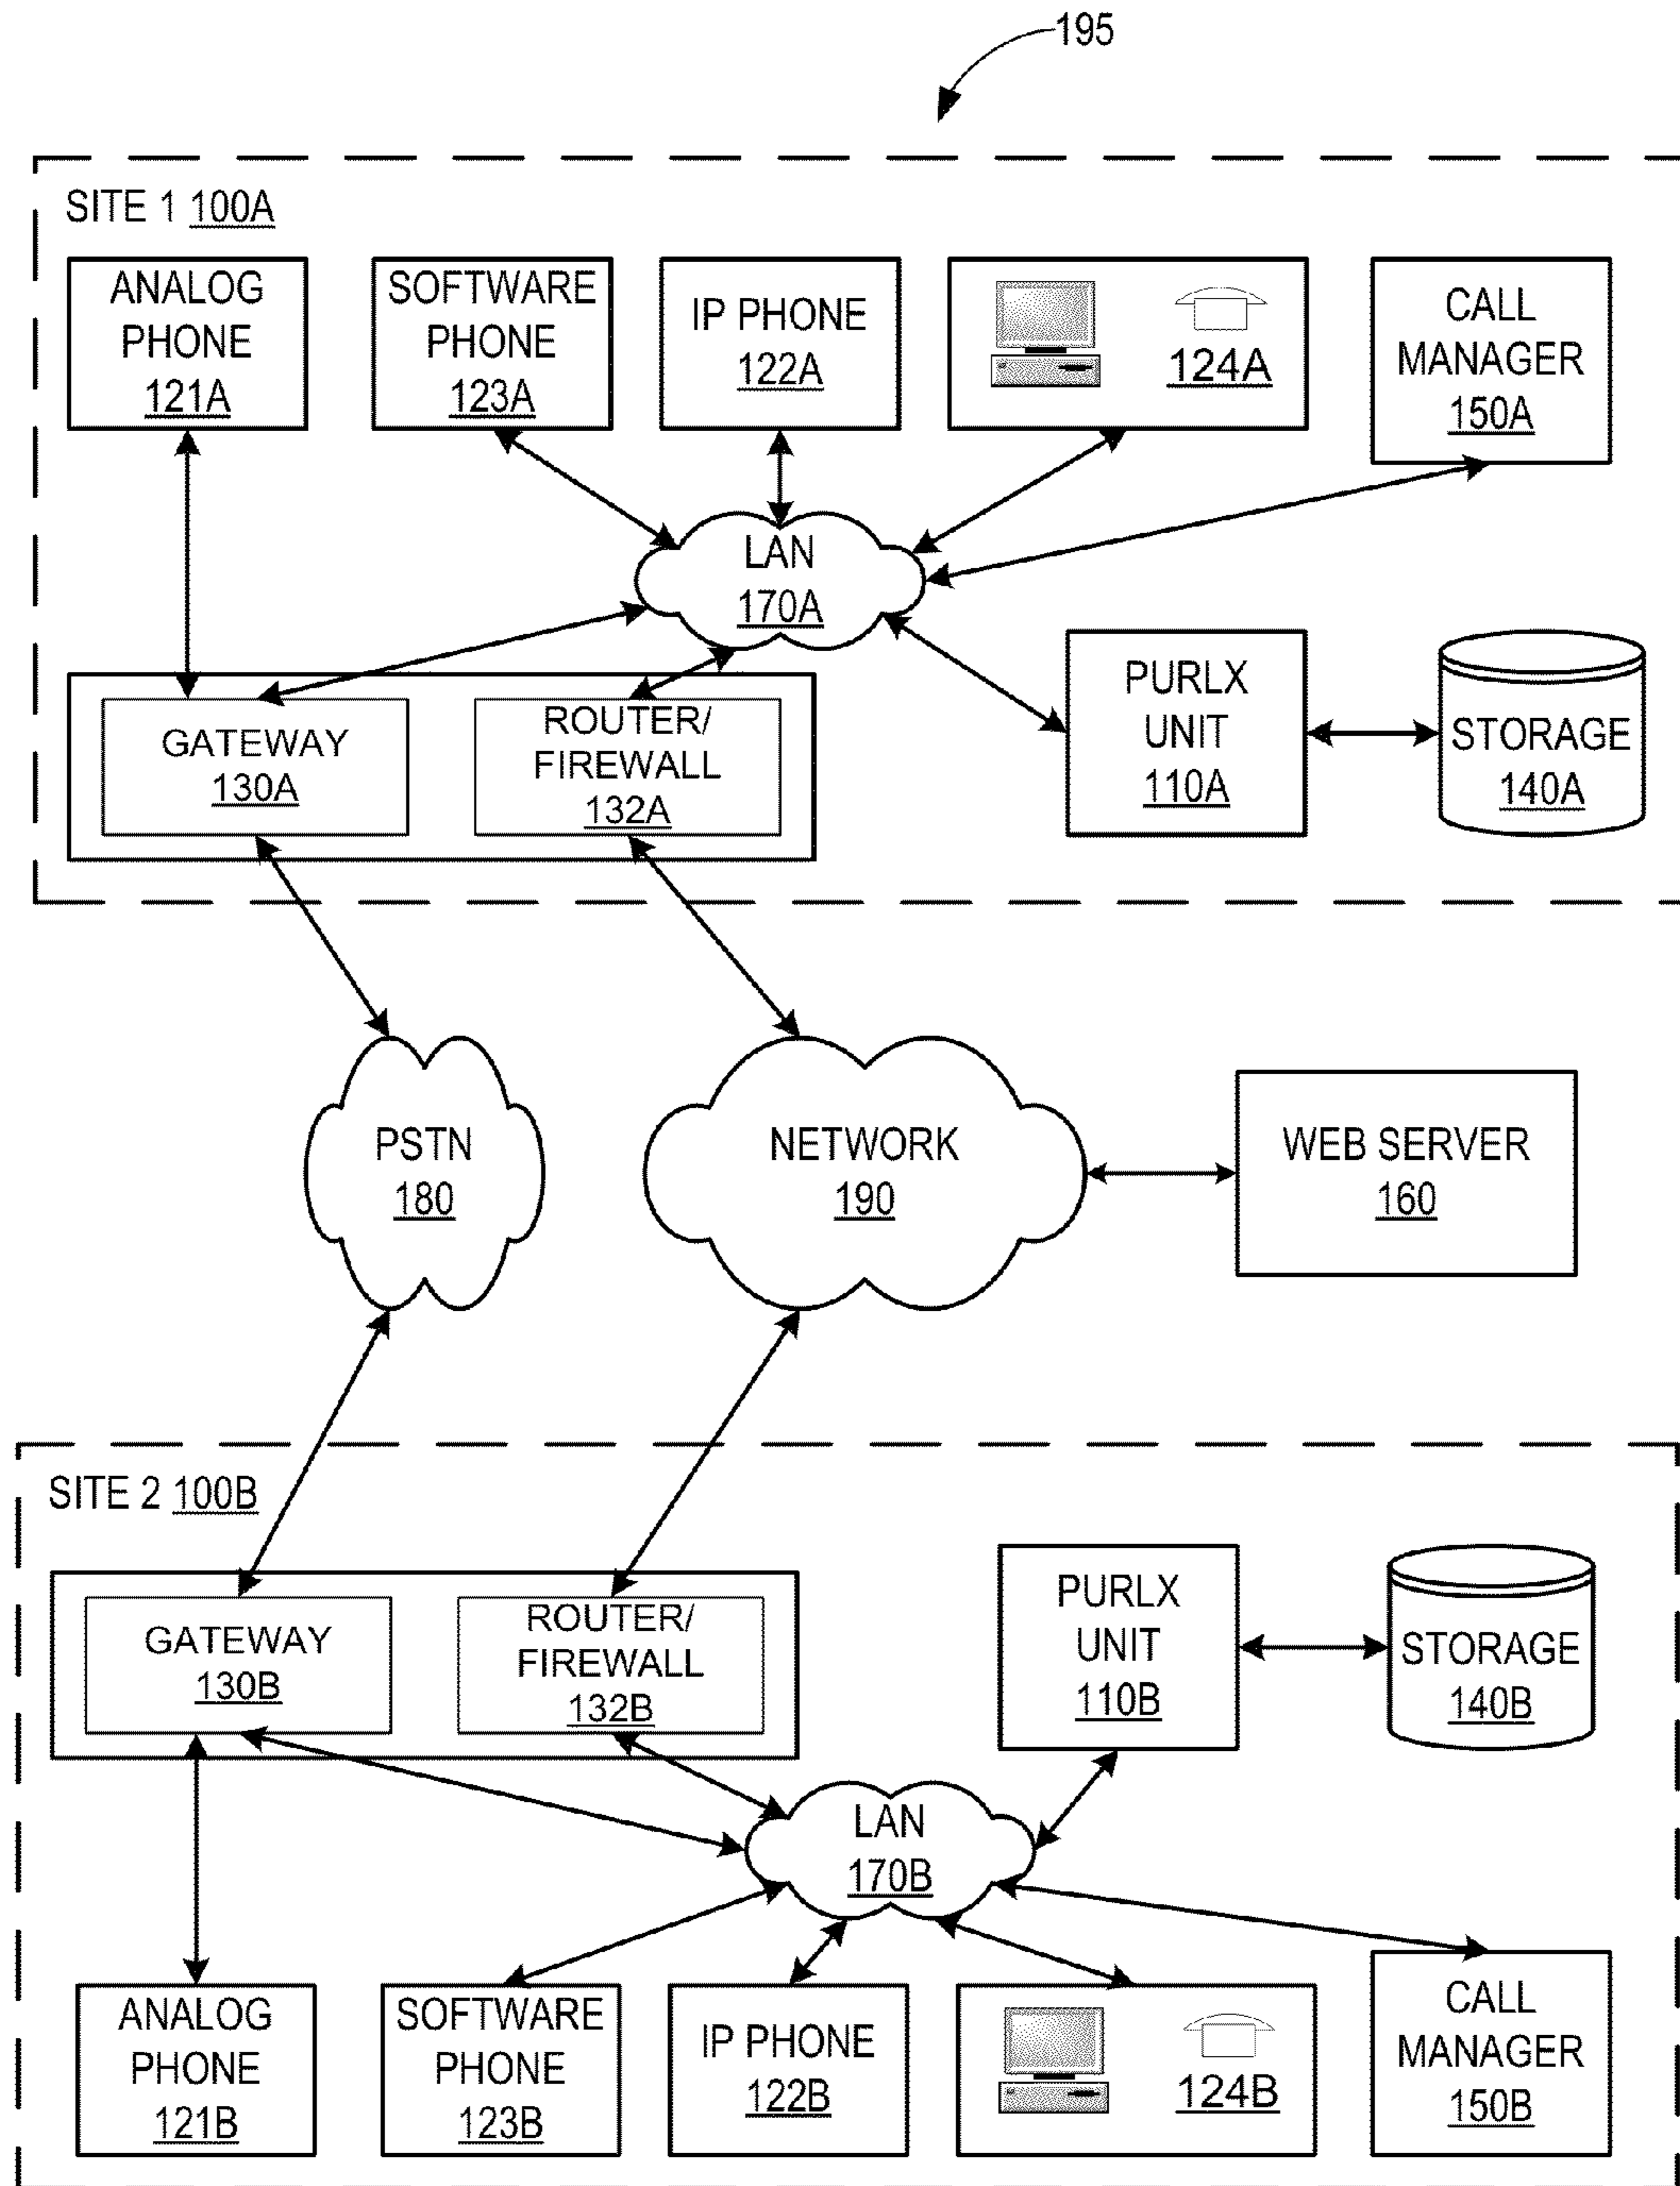 195
SITE 1 100A
ANALOG
PHONE
121A
SOFTWARE
PHONE
123A
IP PHONE
122A
124A
CALL
MANAGER
150A
LAN
170A
GATEWAY
130A
ROUTER/
FIREWALL
132A
PURLX
UNIT
110A
STORAGE
140A
PSTN
180
NETWORK
190
WEB SERVER
160
SITE 2 100B
GATEWAY
130B
ROUTER/
FIREWALL
132B
PURLX
UNIT
110B
STORAGE
140B
LAN
170B
ANALOG
PHONE
121B
SOFTWARE
PHONE
123B
IP PHONE
122B
124B
CALL
MANAGER
150B